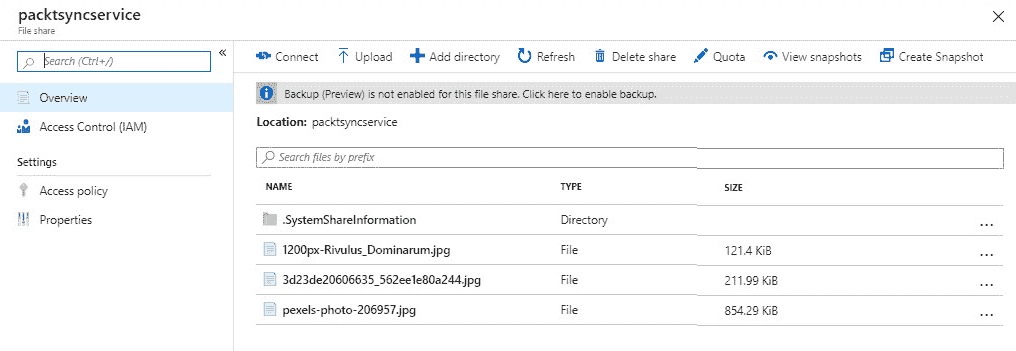 packtsyncservice
File share
Search (Ctrl+/)
Overview
Access Control (IAM)
Settings
Access policy
Properties
Connect Upload Add directory Refresh Delete share Quota View snapshots Create Snapshot
Backup (Preview) is not enabled for this file share. Click here to enable backup.
Location: packtsyncservice
Search files by prefix
NAME TYPE SIZE
.SystemShareInformation Directory ...
1200px-Rivulus_Dominarum.jpg File 121.4 KiB ...
3d23de20606635_562ee1e80a244.jpg File 211.99 KiB ...
pexels-photo-206957.jpg File 854.29 KiB ...